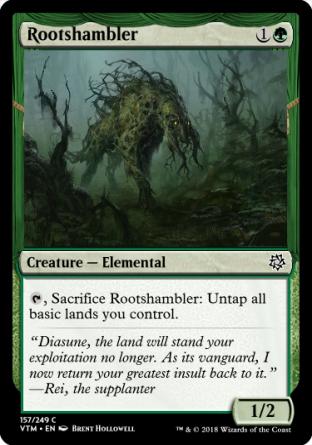 Rootshambler 1
Creature — Elemental
, Sacrifice Rootshambler: Untap all
basic lands you control.
“Diasune, the land will stand your
exploitation no longer. As its vanguard, I
now return your greatest insult back to it.”
—Rei, the supplanter
1/2
157/249 C
VTM • EN Brent Hollowell
™ & © 2018 Wizards of the Coast